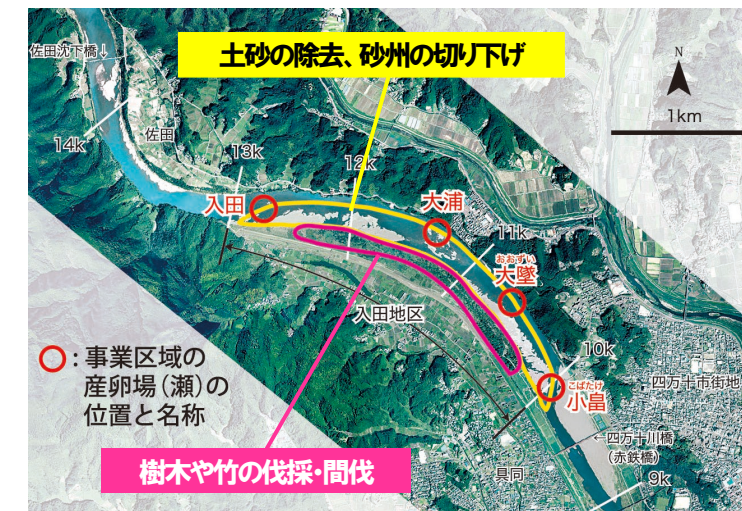 土砂の除去、砂州の切り下げ
佐田沈下橋↓
N
1km
佐田
14k
13k
12k
入田
大浦
11k
おおずい
大墜
入田地区
10k
こばたけ
小畠
四万十市街地
○：事業区域の
産卵場（瀬）の
位置と名称
←四万十川橋
（赤鉄橋）
具同
9k
樹木や竹の伐採・間伐